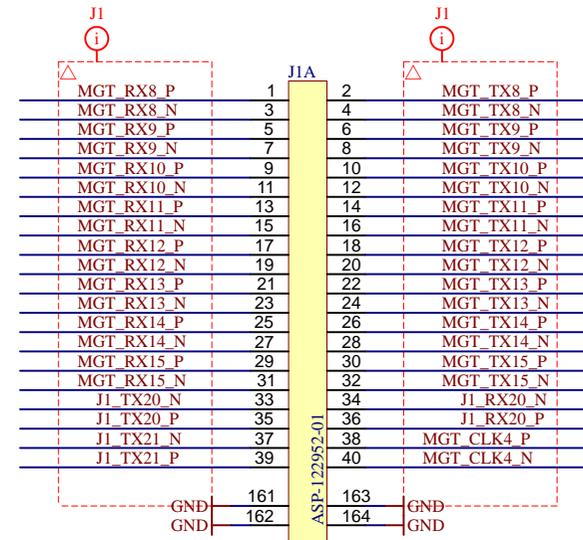 J1 J1
i i
J1A
MGT_RX8_P 1 2 MGT_TX8_P
MGT_RX8_N 3 4 MGT_TX8_N
MGT_RX9_P 5 6 MGT_TX9_P
MGT_RX9_N 7 8 MGT_TX9_N
MGT_RX10_P 9 10 MGT_TX10_P
MGT_RX10_N 11 12 MGT_TX10_N
MGT_RX11_P 13 14 MGT_TX11_P
MGT_RX11_N 15 16 MGT_TX11_N
MGT_RX12_P 17 18 MGT_TX12_P
MGT_RX12_N 19 20 MGT_TX12_N
MGT_RX13_P 21 22 MGT_TX13_P
MGT_RX13_N 23 24 MGT_TX13_N
MGT_RX14_P 25 26 MGT_TX14_P
MGT_RX14_N 27 28 MGT_TX14_N
MGT_RX15_P 29 30 MGT_TX15_P
MGT_RX15_N 31 32 MGT_TX15_N
J1_TX20_N 33 34 J1_RX20_N
J1_TX20_P 35 36 J1_RX20_P
J1_TX21_N 37 38 MGT_CLK4_P
J1_TX21_P 39 40 MGT_CLK4_N
ASP-122952-01
GND 161 163 GND
GND 162 164 GND